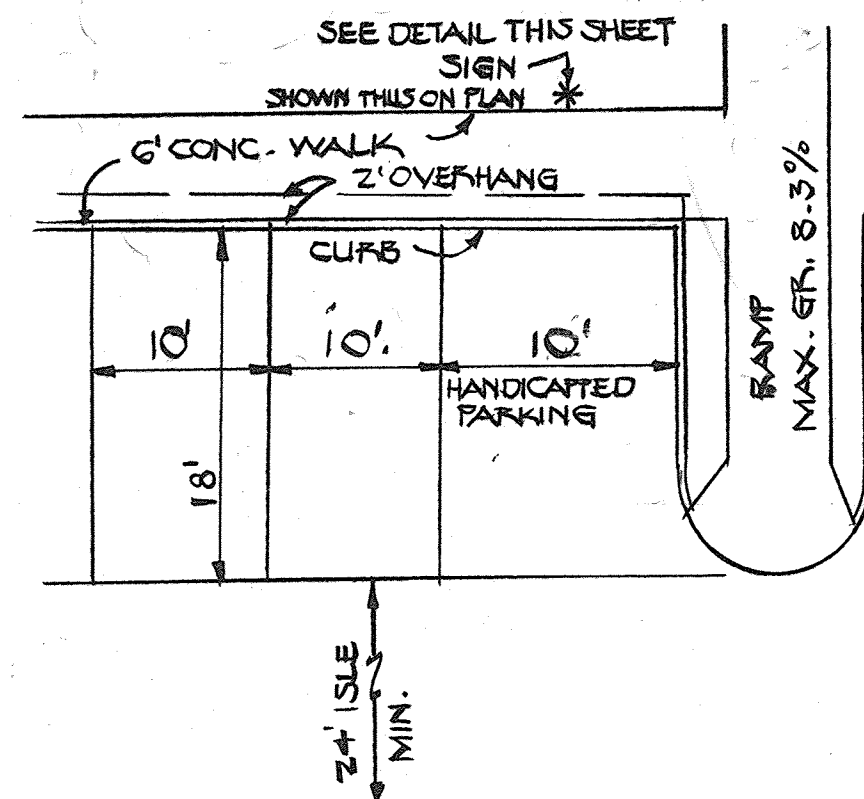 SEE DETAIL THIS SHEET
SIGN
SHOWN THUS ON PLAN
6' CONC. WALK
2' OVERHANG
CURB
10'
10'
10'
HANDICAPPED
PARKING
18'
RAMP
MAX. GR. 8.3%
24' ISLE
MIN.